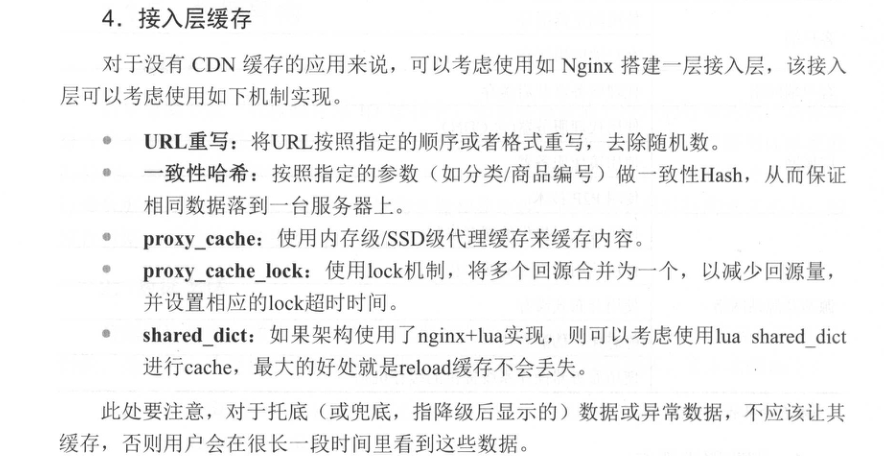 4．接入层缓存
对于没有 CDN 缓存的应用来说，可以考虑使用如 Nginx 搭建一层接入层，该接入
层可以考虑使用如下机制实现。
● URL重写：将URL按照指定的顺序或者格式重写，去除随机数。
● 一致性哈希：按照指定的参数（如分类/商品编号）做一致性Hash，从而保证
相同数据落到一台服务器上。
● proxy_cache：使用内存级/SSD级代理缓存来缓存内容。
● proxy_cache_lock：使用lock机制，将多个回源合并为一个，以减少回源量，
并设置相应的lock超时时间。
● shared_dict：如果架构使用了nginx+lua实现，则可以考虑使用lua shared_dict
进行cache，最大的好处就是reload缓存不会丢失。
此处要注意，对于托底（或兜底，指降级后显示的）数据或异常数据，不应该让其
缓存，否则用户会在很长一段时间里看到这些数据。